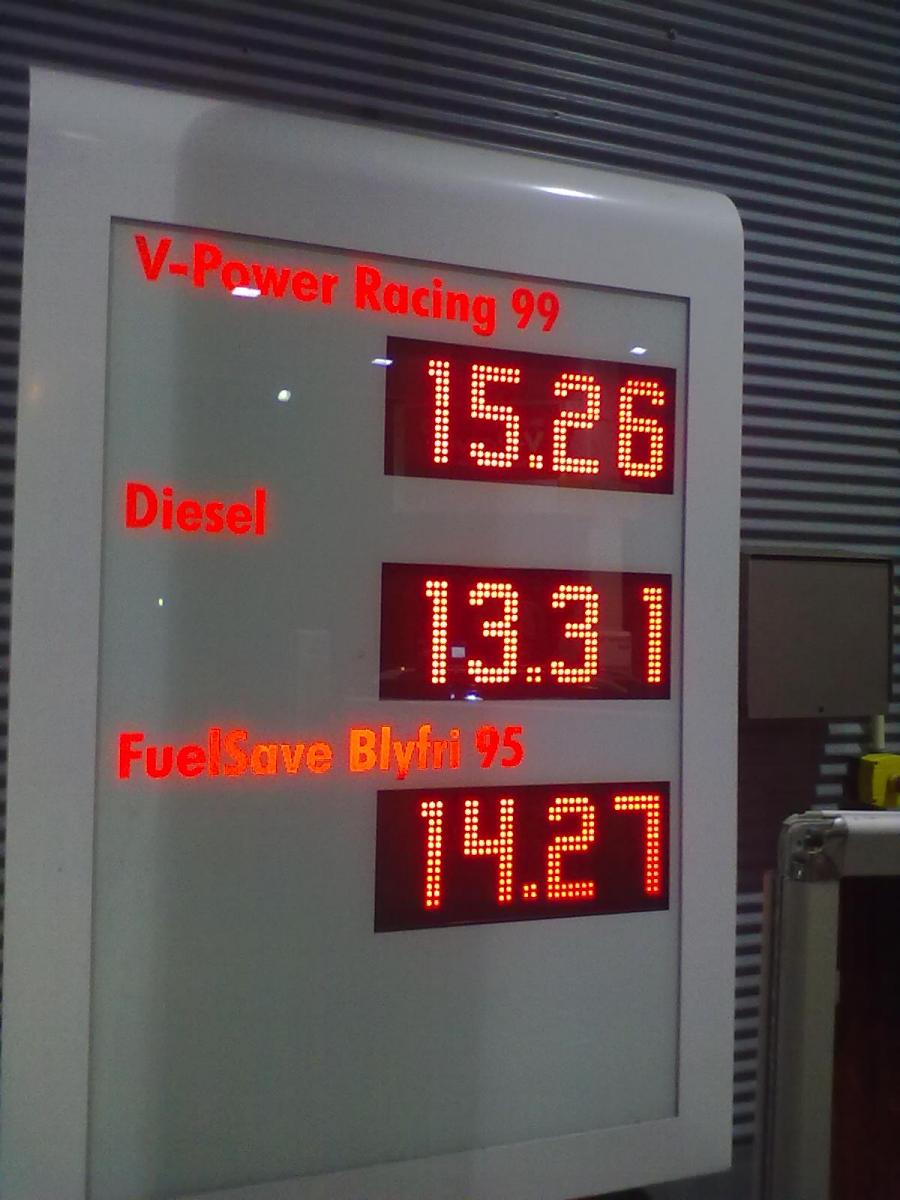 V-Power Racing 99
15.26
Diesel
13.31
FuelSave Blyfri 95
14.27